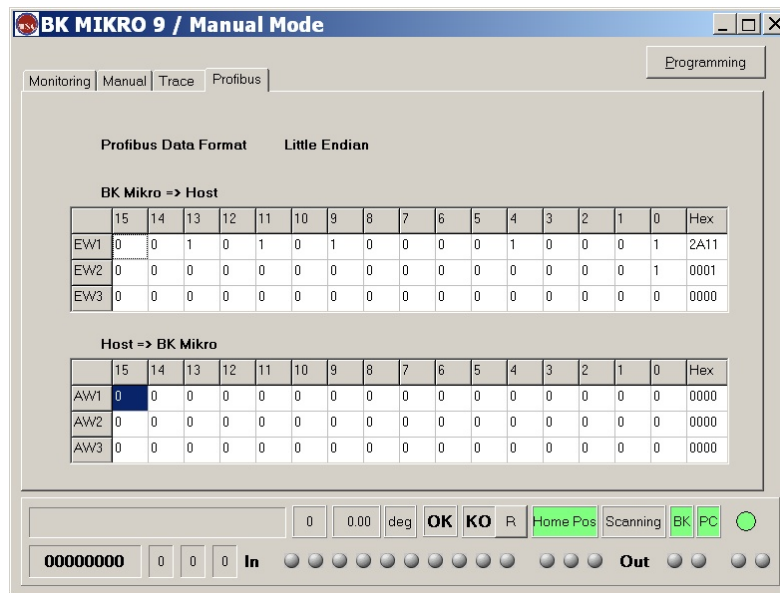 BK MIKRO 9 / Manual Mode
Programming
Monitoring Manual Trace Profibus
Profibus Data Format Little Endian
BK Mikro => Host
15 14 13 12 11 10 9 8 7 6 5 4 3 2 1 0 Hex
EW1 0 0 1 0 1 0 1 0 0 0 0 1 0 0 0 1 2A11
EW2 0 0 0 0 0 0 0 0 0 0 0 0 0 0 0 1 0001
EW3 0 0 0 0 0 0 0 0 0 0 0 0 0 0 0 0 0000
Host => BK Mikro
15 14 13 12 11 10 9 8 7 6 5 4 3 2 1 0 Hex
AW1 0 0 0 0 0 0 0 0 0 0 0 0 0 0 0 0 0000
AW2 0 0 0 0 0 0 0 0 0 0 0 0 0 0 0 0 0000
AW3 0 0 0 0 0 0 0 0 0 0 0 0 0 0 0 0 0000
0 0.00 deg OK KO R Home Pos Scanning BK PC
00000000 0 0 0 In Out